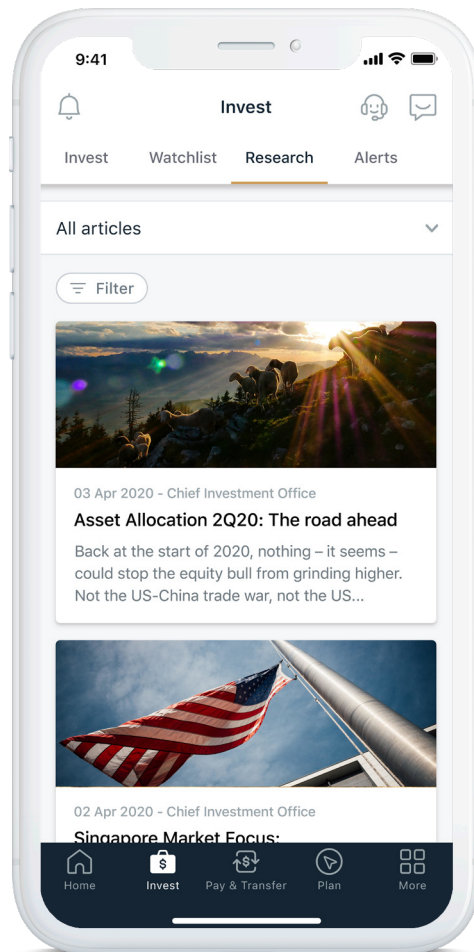 9:41
Invest
Invest Watchlist Research Alerts
All articles
Filter
03 Apr 2020 - Chief Investment Office
Asset Allocation 2Q20: The road ahead
Back at the start of 2020, nothing – it seems –
could stop the equity bull from grinding higher.
Not the US-China trade war, not the US...
02 Apr 2020 - Chief Investment Office
Singapore Market Focus:
Home Invest Pay & Transfer Plan More